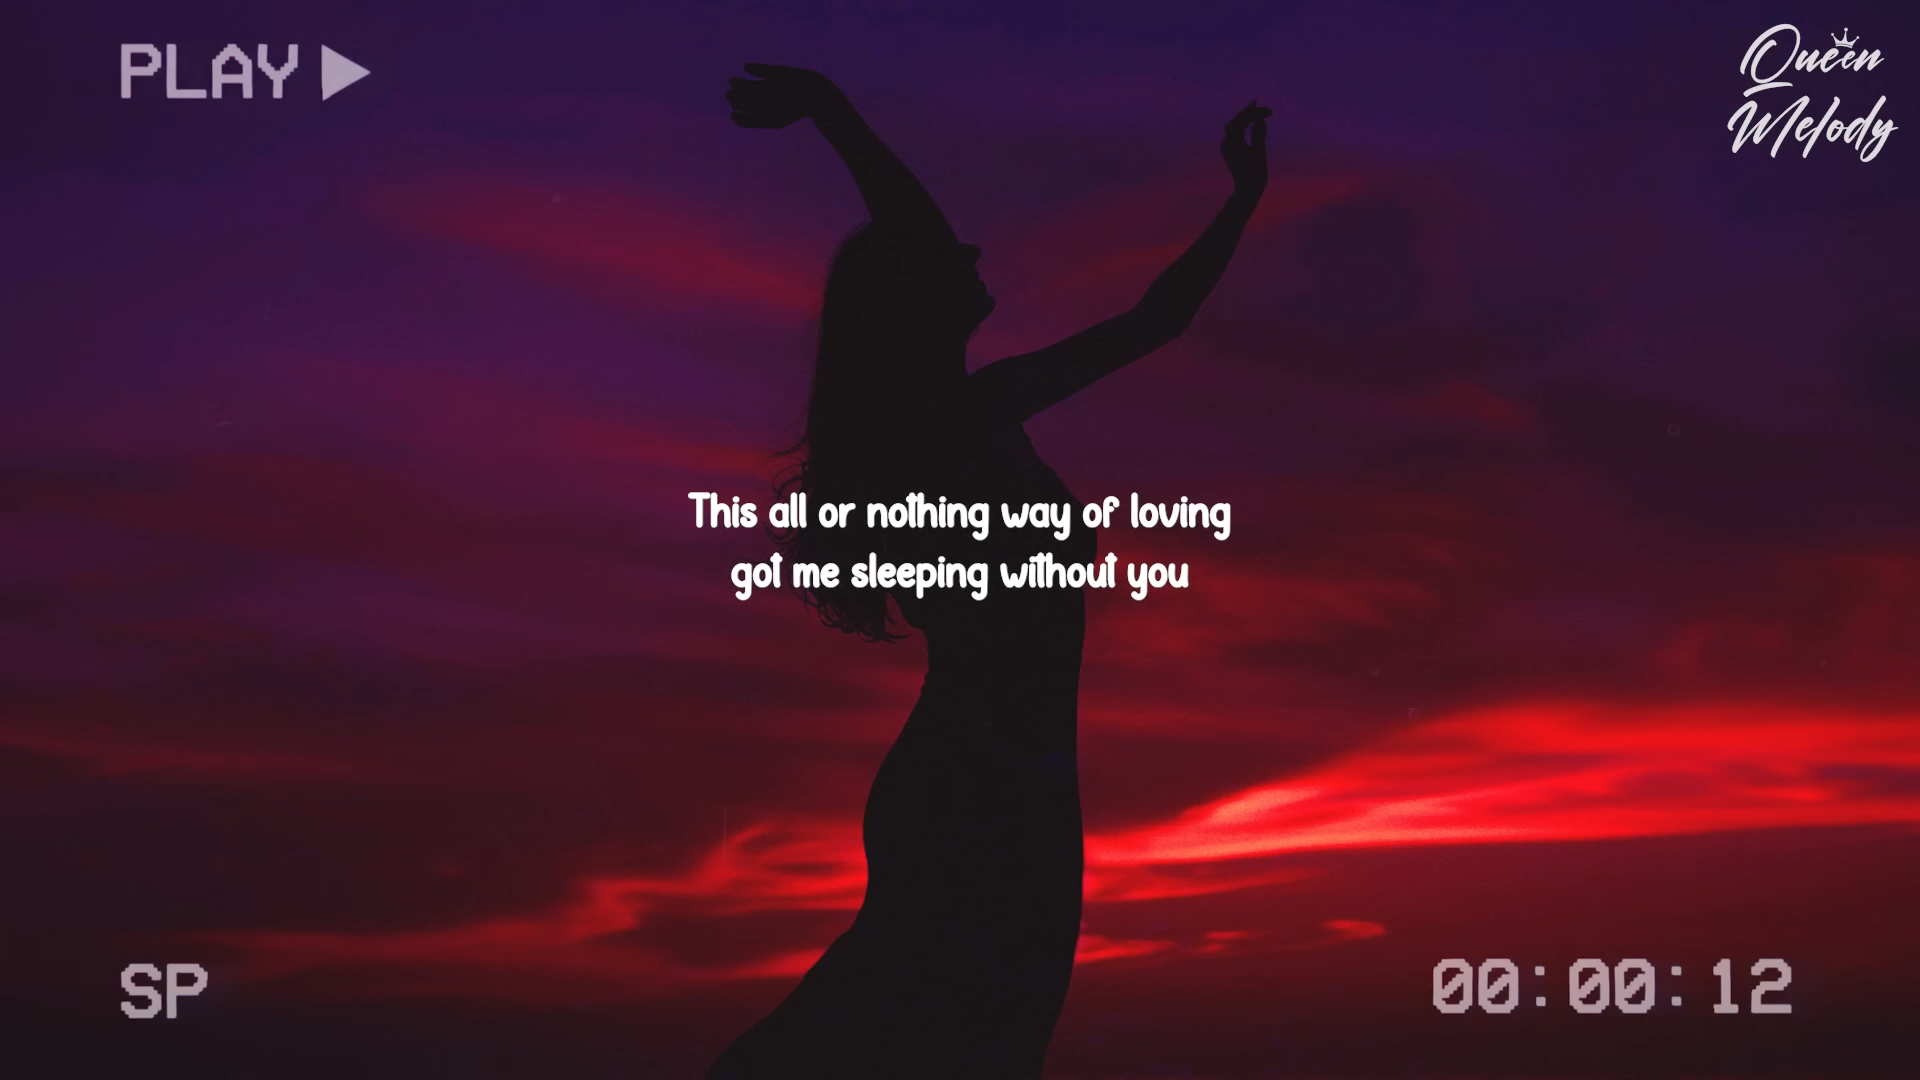 PLAY
Queen
Melody
This all or nothing way of loving
got me sleeping without you
SP
00:00:12